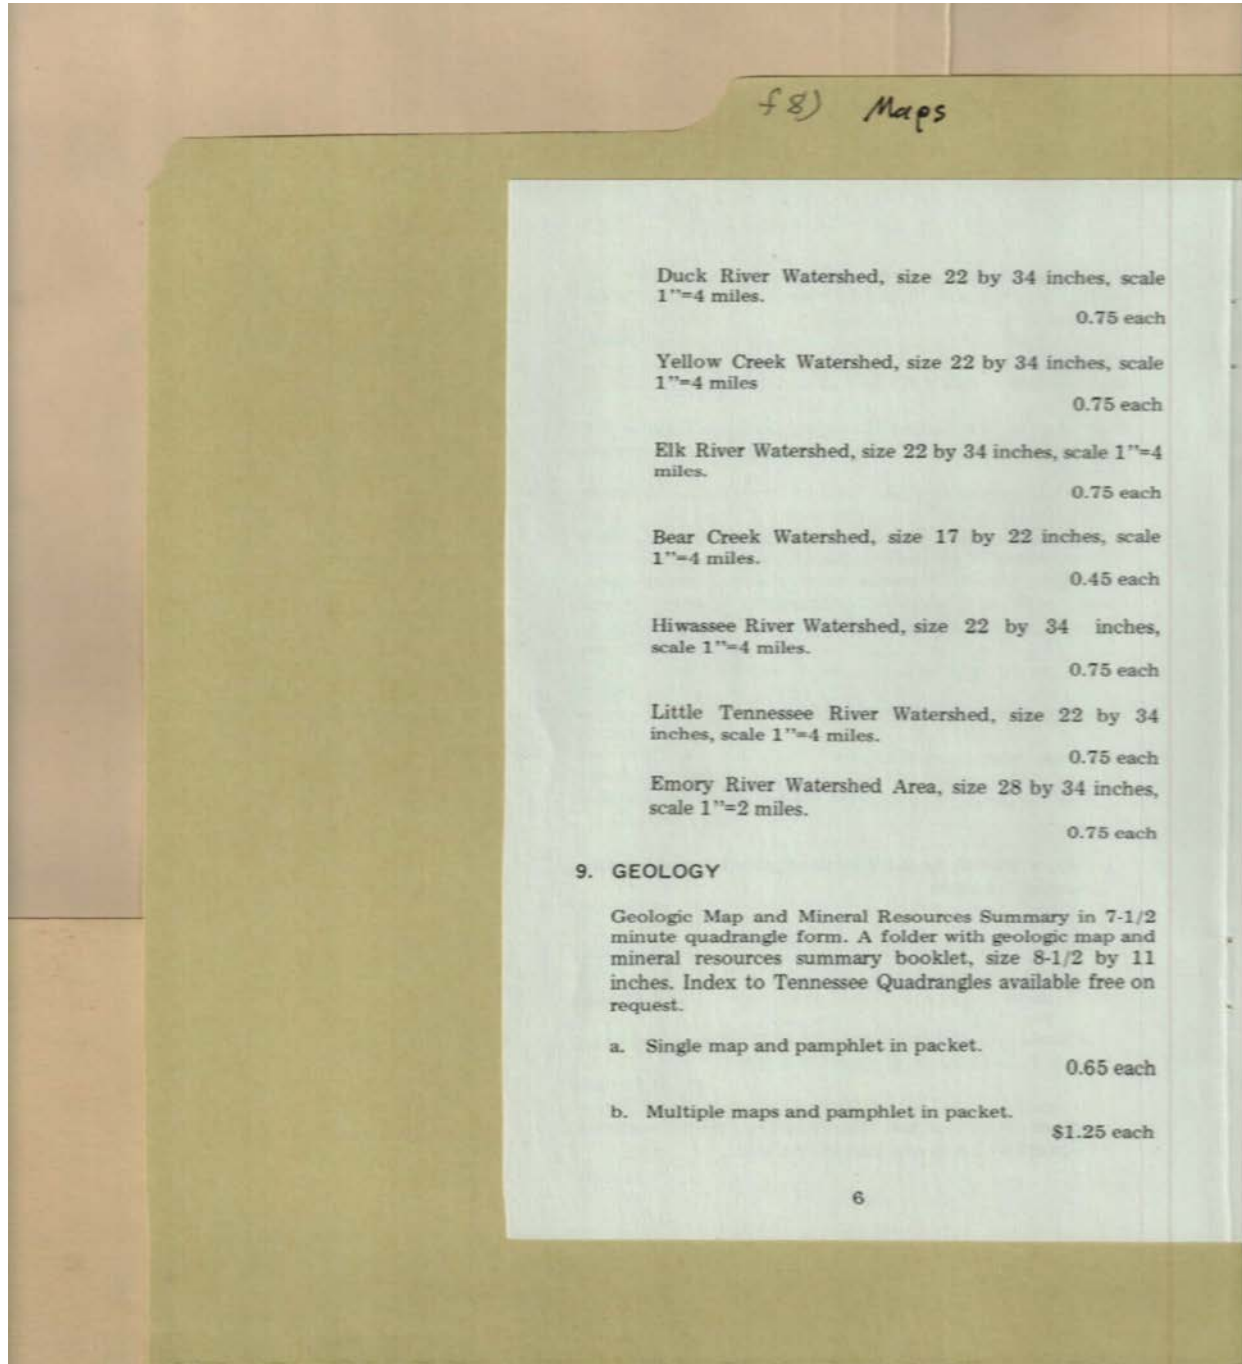 f 8) Maps
Duck River Watershed, size 22 by 34 inches, scale
1"=4 miles.
0.75 each
Yellow Creek Watershed, size 22 by 34 inches, scale
1"=4 miles
0.75 each
Elk River Watershed, size 22 by 34 inches, scale 1"=4
miles.
0.75 each
Bear Creek Watershed, size 17 by 22 inches, scale
1"=4 miles.
0.45 each
Hiwassee River Watershed, size 22 by 34 inches,
scale 1"=4 miles.
0.75 each
Little Tennessee River Watershed, size 22 by 34
inches, scale 1"=4 miles.
0.75 each
Emory River Watershed Area, size 28 by 34 inches,
scale 1"=2 miles.
0.75 each
9. GEOLOGY
Geologic Map and Mineral Resources Summary in 7-1/2
minute quadrangle form. A folder with geologic map and
mineral resources summary booklet, size 8-1/2 by 11
inches. Index to Tennessee Quadrangles available free on
request.
a. Single map and pamphlet in packet.
0.65 each
b. Multiple maps and pamphlet in packet.
$1.25 each
6